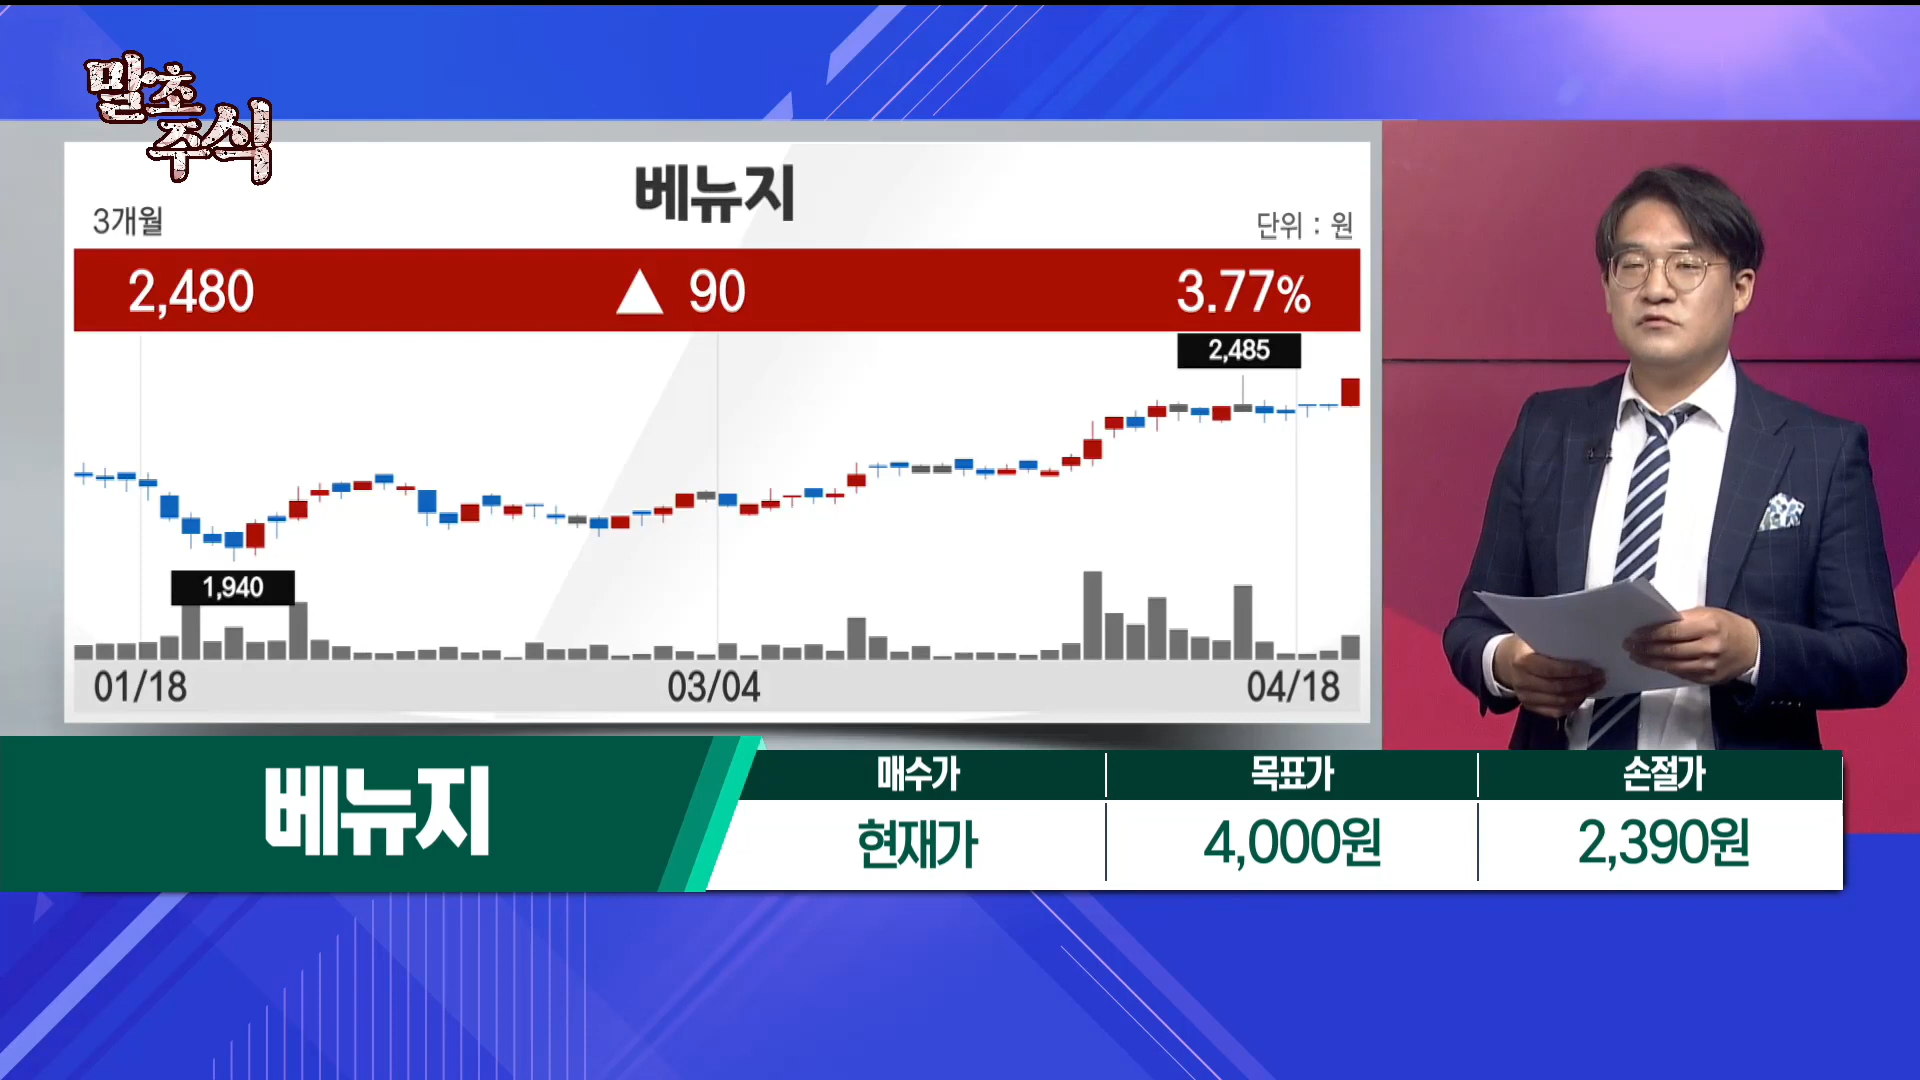 말초
주식
베뉴지
3개월
단위 : 원
2,480 ▲ 90 3.77%
2,485
1,940
01/18 03/04 04/18
베뉴지
매수가 목표가 손절가
현재가 4,000원 2,390원